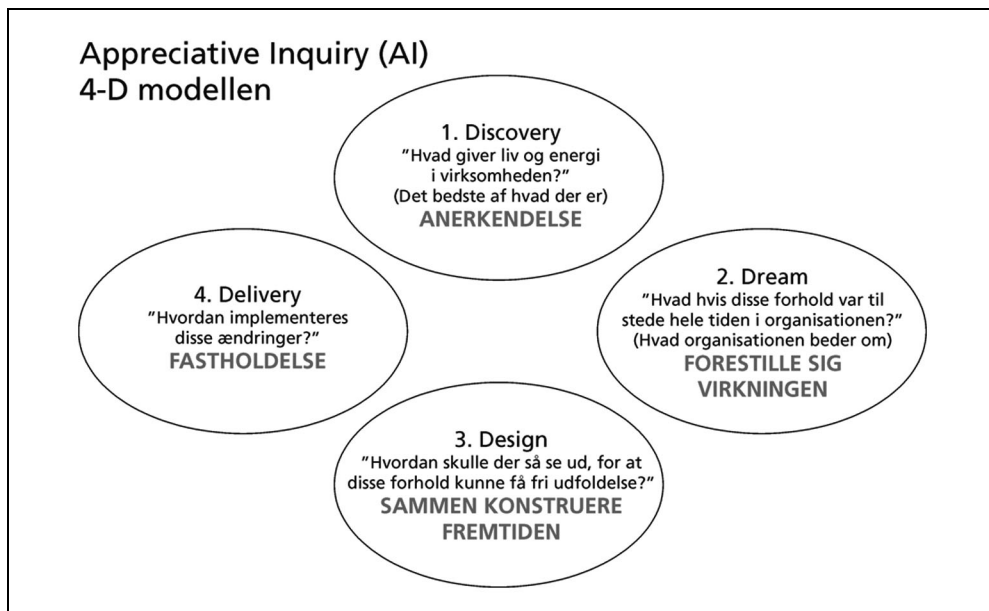 Appreciative Inquiry (AI)
4-D modellen
1. Discovery
”Hvad giver liv og energi
i virksomheden?”
(Det bedste af hvad der er)
ANERKENDELSE
2. Dream
”Hvad hvis disse forhold var til
stede hele tiden i organisationen?”
(Hvad organisationen beder om)
FORESTILLE SIG
VIRKNINGEN
3. Design
”Hvordan skulle der så se ud, for at
disse forhold kunne få fri udfoldelse?”
SAMMEN KONSTRUERE
FREMTIDEN
4. Delivery
”Hvordan implementeres
disse ændringer?”
FASTHOLDELSE